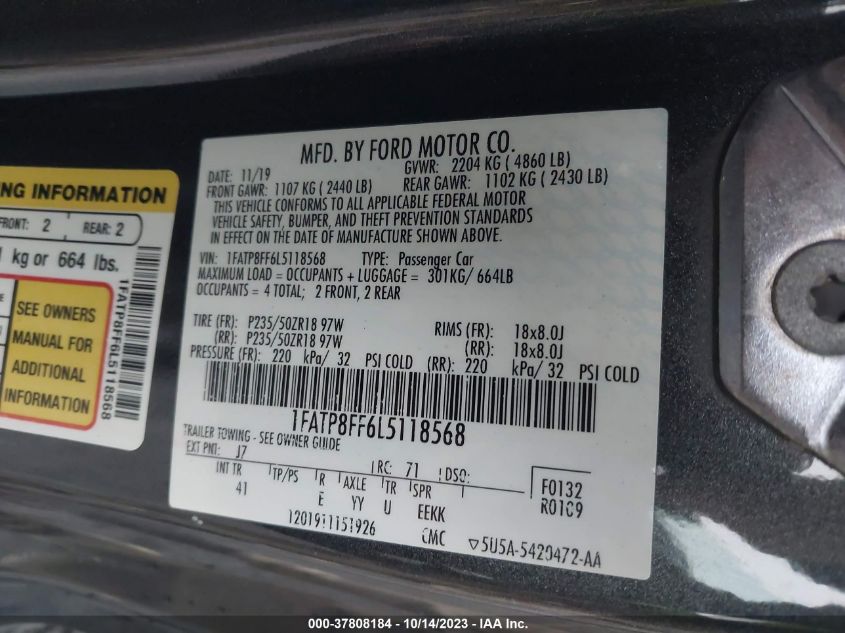 NG INFORMATION
FRONT: 2 REAR: 2
kg or 664 lbs.
SEE OWNERS
MANUAL FOR
ADDITIONAL
INFORMATION
1FATP8FF6L5118568
MFD. BY FORD MOTOR CO.
DATE: 11/19 GVWR: 2204 KG ( 4860 LB)
FRONT GAWR: 1107 KG ( 2440 LB) REAR GAWR: 1102 KG ( 2430 LB)
THIS VEHICLE CONFORMS TO ALL APPLICABLE FEDERAL MOTOR
VEHICLE SAFETY, BUMPER, AND THEFT PREVENTION STANDARDS
IN EFFECT ON THE DATE OF MANUFACTURE SHOWN ABOVE.
VIN: 1FATP8FF6L5118568 TYPE: Passenger Car
MAXIMUM LOAD = OCCUPANTS + LUGGAGE = 301KG/ 664LB
OCCUPANTS = 4 TOTAL; 2 FRONT, 2 REAR
TIRE (FR): P235/50ZR18 97W RIMS (FR): 18x8.0J
(RR): P235/50ZR18 97W (RR): 18x8.0J
PRESSURE (FR): 220 kPa/ 32 PSI COLD (RR): 220 kPa/ 32 PSI COLD
1FATP8FF6L5118568
TRAILER TOWING - SEE OWNER GUIDE
EXT PNT: J7 RC: 71 DSO:
INT TR TP/PS R AXLE TR SPR F0132
41 E YY U EEKK
1201911151926 CMC ▽5U5A-5420472-AA
000-37808184 - 10/14/2023 - IAAI.com